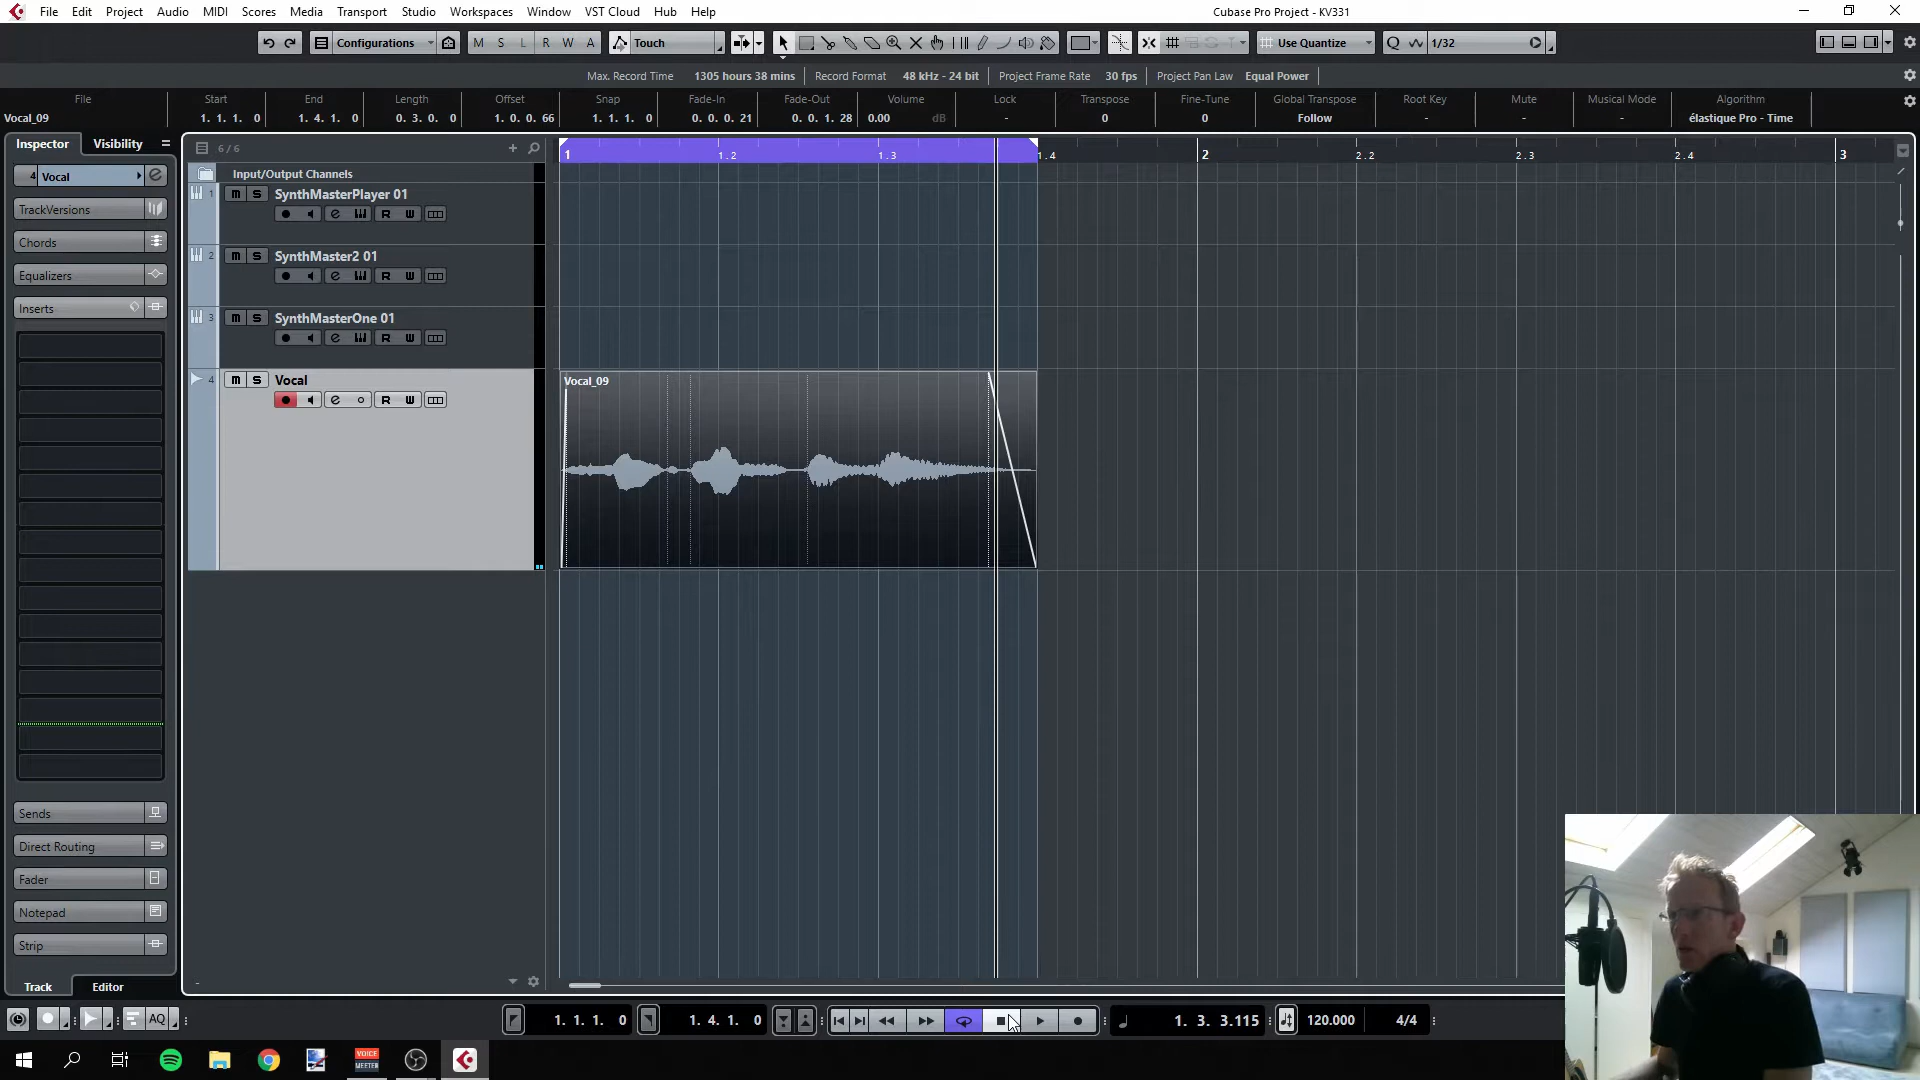 File Edit Project Audio MIDI Scores Media Transport Studio Workspaces Window VST Cloud Hub Help Cubase Pro Project - KV331
Configurations M S L R W A Touch Use Quantize Q 1/32
Max. Record Time 1305 hours 38 mins Record Format 48 kHz - 24 bit Project Frame Rate 30 fps Project Pan Law Equal Power
File Start End Length Offset Snap Fade-In Fade-Out Volume Lock Transpose Fine-Tune Global Transpose Root Key Mute Musical Mode Algorithm
Vocal_09 1. 1. 1. 0 1. 4. 1. 0 0. 3. 0. 0 1. 0. 0. 66 1. 1. 1. 0 0. 0. 0. 21 0. 0. 1. 28 0.00 dB - 0 0 Follow - - - élastique Pro - Time
Inspector Visibility 6/6
1 1.2 1.3 1.4 2 2.2 2.3 2.4 3
4 Vocal e
Input/Output Channels
1 m S SynthMasterPlayer 01
e R W
TrackVersions
Chords
2 m S SynthMaster2 01
e R W
Equalizers
Inserts
3 m S SynthMasterOne 01
e R W
4 m S Vocal
e R W
Vocal_09
Sends
Direct Routing
Fader
Notepad
Strip
Track Editor
AQ 1. 1. 1. 0 1. 4. 1. 0 1. 3. 3.115 120.000 4/4
VOICE
MEETER